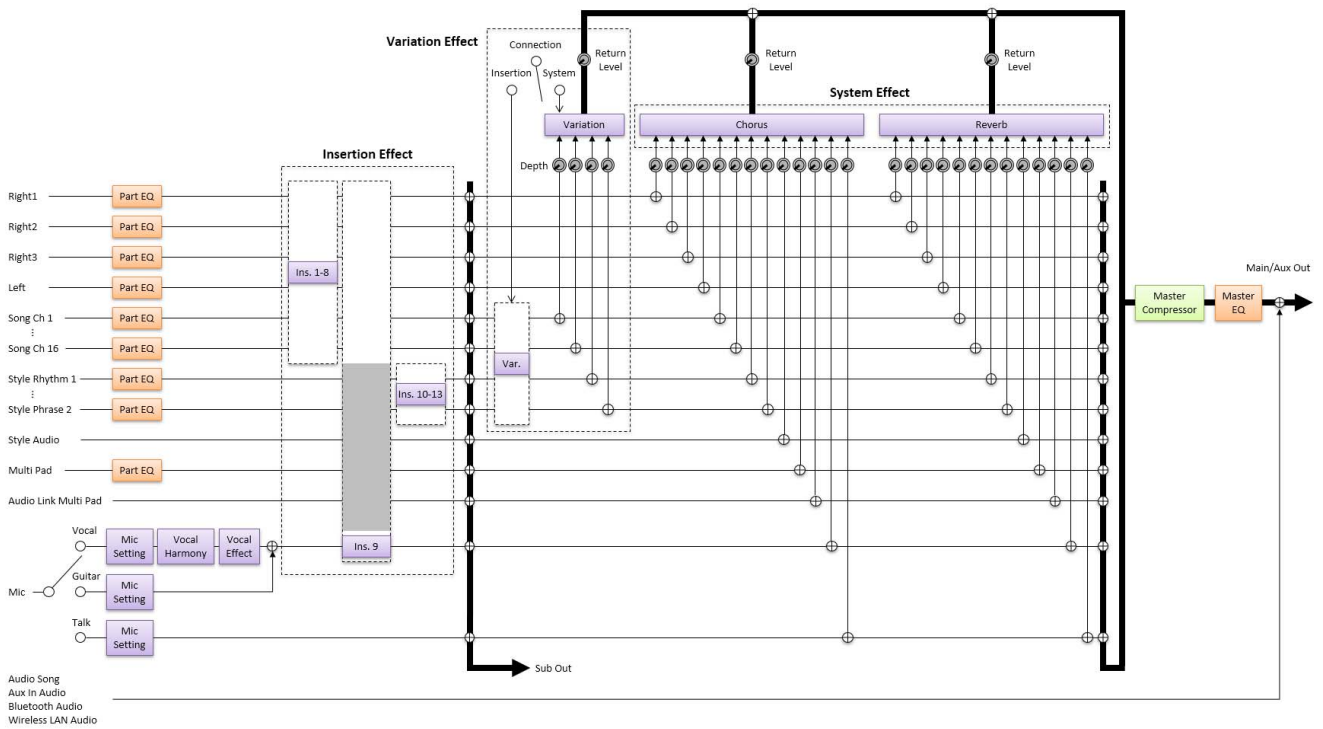 Variation Effect
Connection
Insertion
System
Return
Level
Return
Level
Return
Level
System Effect
Variation
Chorus
Reverb
Depth
Insertion Effect
Right1
Part EQ
Right2
Part EQ
Right3
Part EQ
Ins. 1-8
Left
Part EQ
Main/Aux Out
Master
Compressor
Master
EQ
Song Ch 1
Part EQ
Song Ch 16
Part EQ
Var.
Style Rhythm 1
Part EQ
Ins. 10-13
Style Phrase 2
Part EQ
Style Audio
Multi Pad
Part EQ
Audio Link Multi Pad
Vocal
Mic
Setting
Vocal
Harmony
Vocal
Effect
Ins. 9
Guitar
Mic
Mic
Setting
Talk
Mic
Setting
Sub Out
Audio Song
Aux In Audio
Bluetooth Audio
Wireless LAN Audio